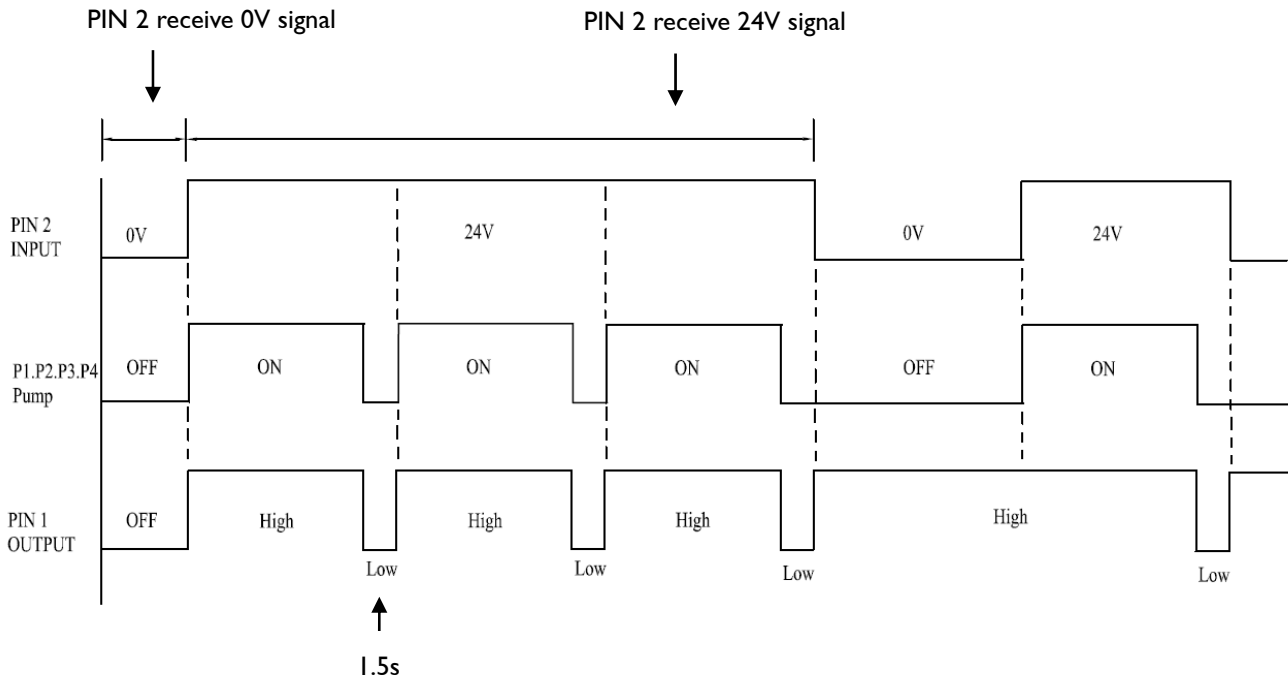 PIN 2 receive 0V signal
PIN 2 receive 24V signal
PIN 2
INPUT
0V
24V
0V
24V
P1.P2.P3.P4
Pump
OFF
ON
ON
ON
OFF
ON
PIN 1
OUTPUT
OFF
High
High
High
High
Low
Low
Low
Low
1.5s